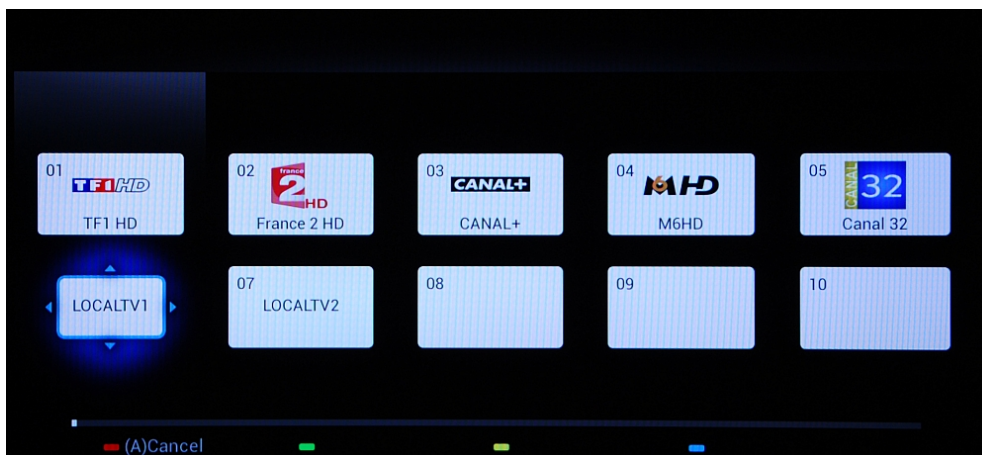 01
TF1 HD
TF1 HD
02
france
2
HD
France 2 HD
03
CANAL+
CANAL+
04
M6 HD
M6HD
05
CANAL
32
Canal 32
LOCALTV1
07
LOCALTV2
08
09
10
(A)Cancel